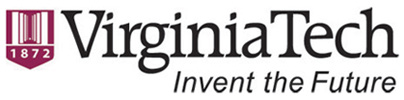 1872
VirginiaTech
Invent the Future